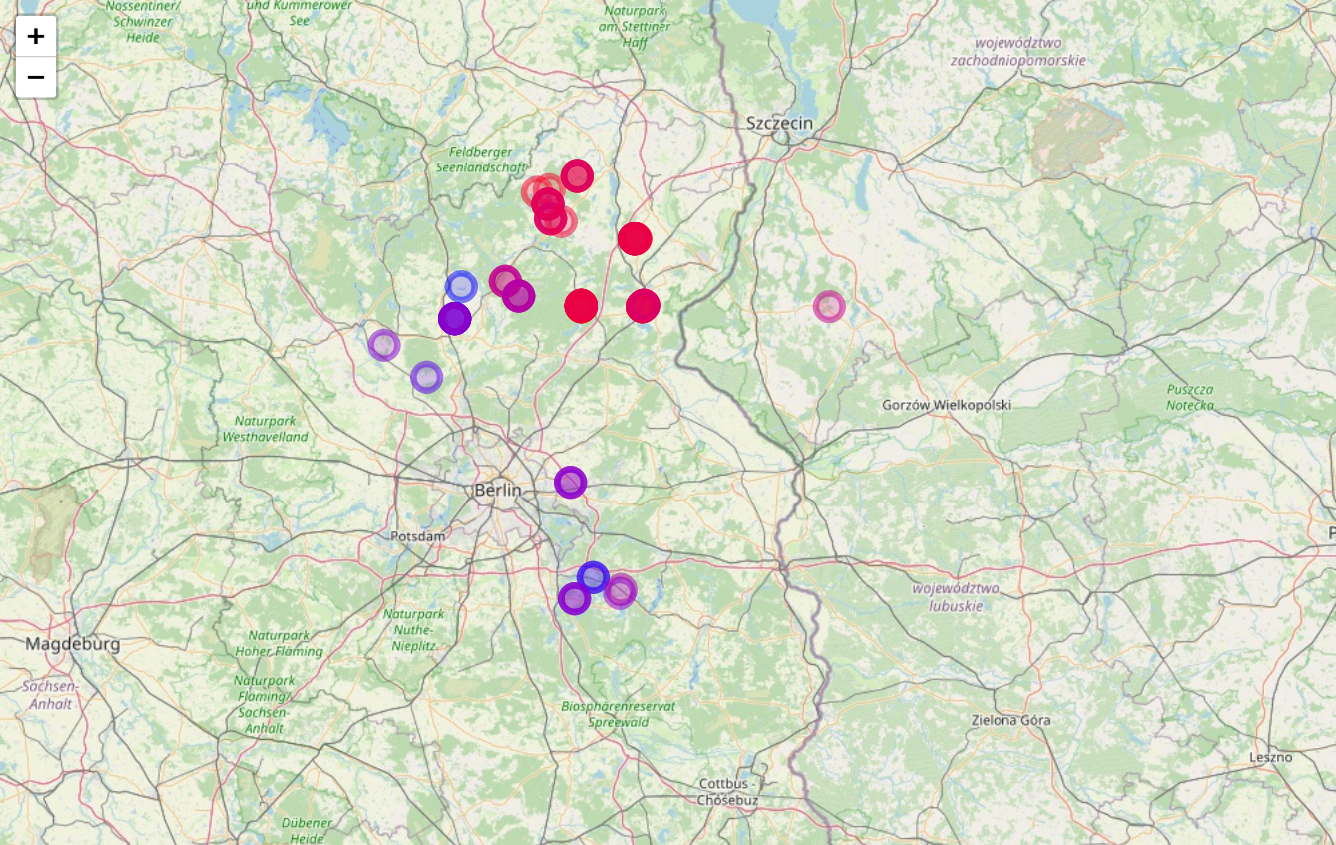 Nossentiner/
Schwinzer
Heide
und Kummerower
See
Naturpark
am Stettiner
Haff
+
−
województwo
zachodniopomorskie
Szczecin
Feldberger
Seenlandschaft
Gorzów Wielkopolski
Puszcza
Notecka
Naturpark
Westhavelland
Berlin
Potsdam
P
województwo
lubuskie
Naturpark
Nuthe-
Nieplitz
Magdeburg
Naturpark
Hoher Fläming
Sachsen-
Anhalt
Naturpark
Fläming/
Sachsen-
Anhalt
Biosphärenreservat
Spreewald
Zielona Góra
Leszno
Cottbus -
Chóśebuz
Dübener
Heide